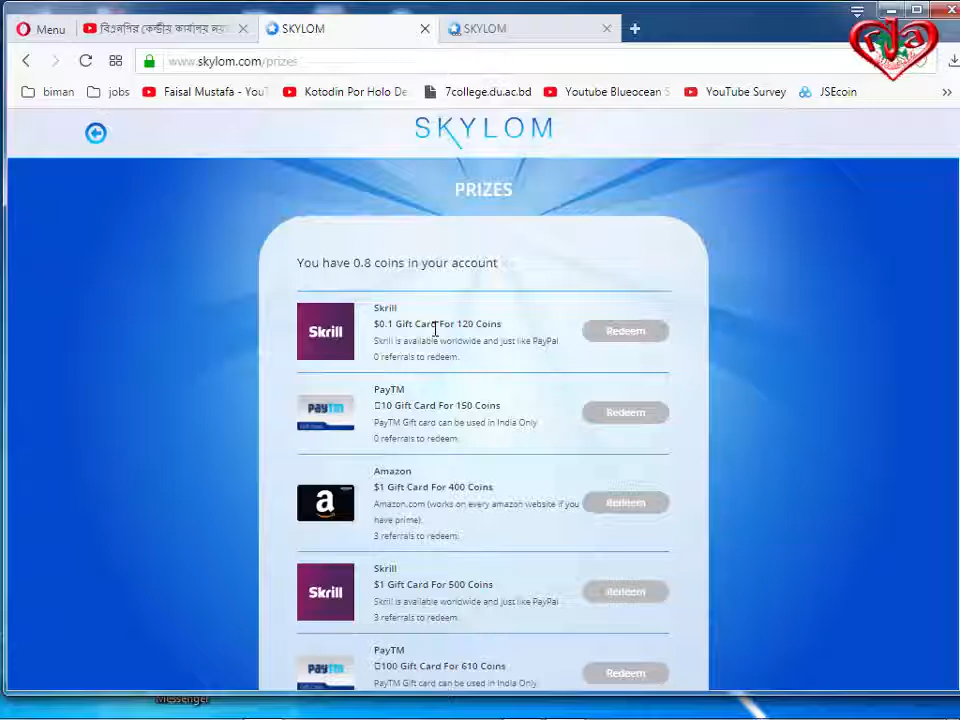 Menu
বিএনপির কেন্দ্রীয় কার্যালয় নয়
SKYLOM
SKYLOM
www.skylom.com/prizes
biman
jobs
Faisal Mustafa - You
Kotodin Por Holo De
7college.du.ac.bd
Youtube Blueocean S
YouTube Survey
JSEcoin
SKYLOM
PRIZES
You have 0.8 coins in your account
Skrill
$0.1 Gift Card For 120 Coins
Skrill is available worldwide and just like PayPal
0 referrals to redeem.
Redeem
PayTM
10 Gift Card For 150 Coins
PayTM Gift card can be used in India Only
0 referrals to redeem.
Redeem
Amazon
$1 Gift Card For 400 Coins
Amazon.com (works on every amazon website if you
have prime).
3 referrals to redeem.
Redeem
Skrill
$1 Gift Card For 500 Coins
Skrill is available worldwide and just like PayPal
3 referrals to redeem.
Redeem
PayTM
100 Gift Card For 610 Coins
PayTM Gift card can be used in India Only
Redeem
Skrill
PayTM
a
Skrill
PayTM
Messenger